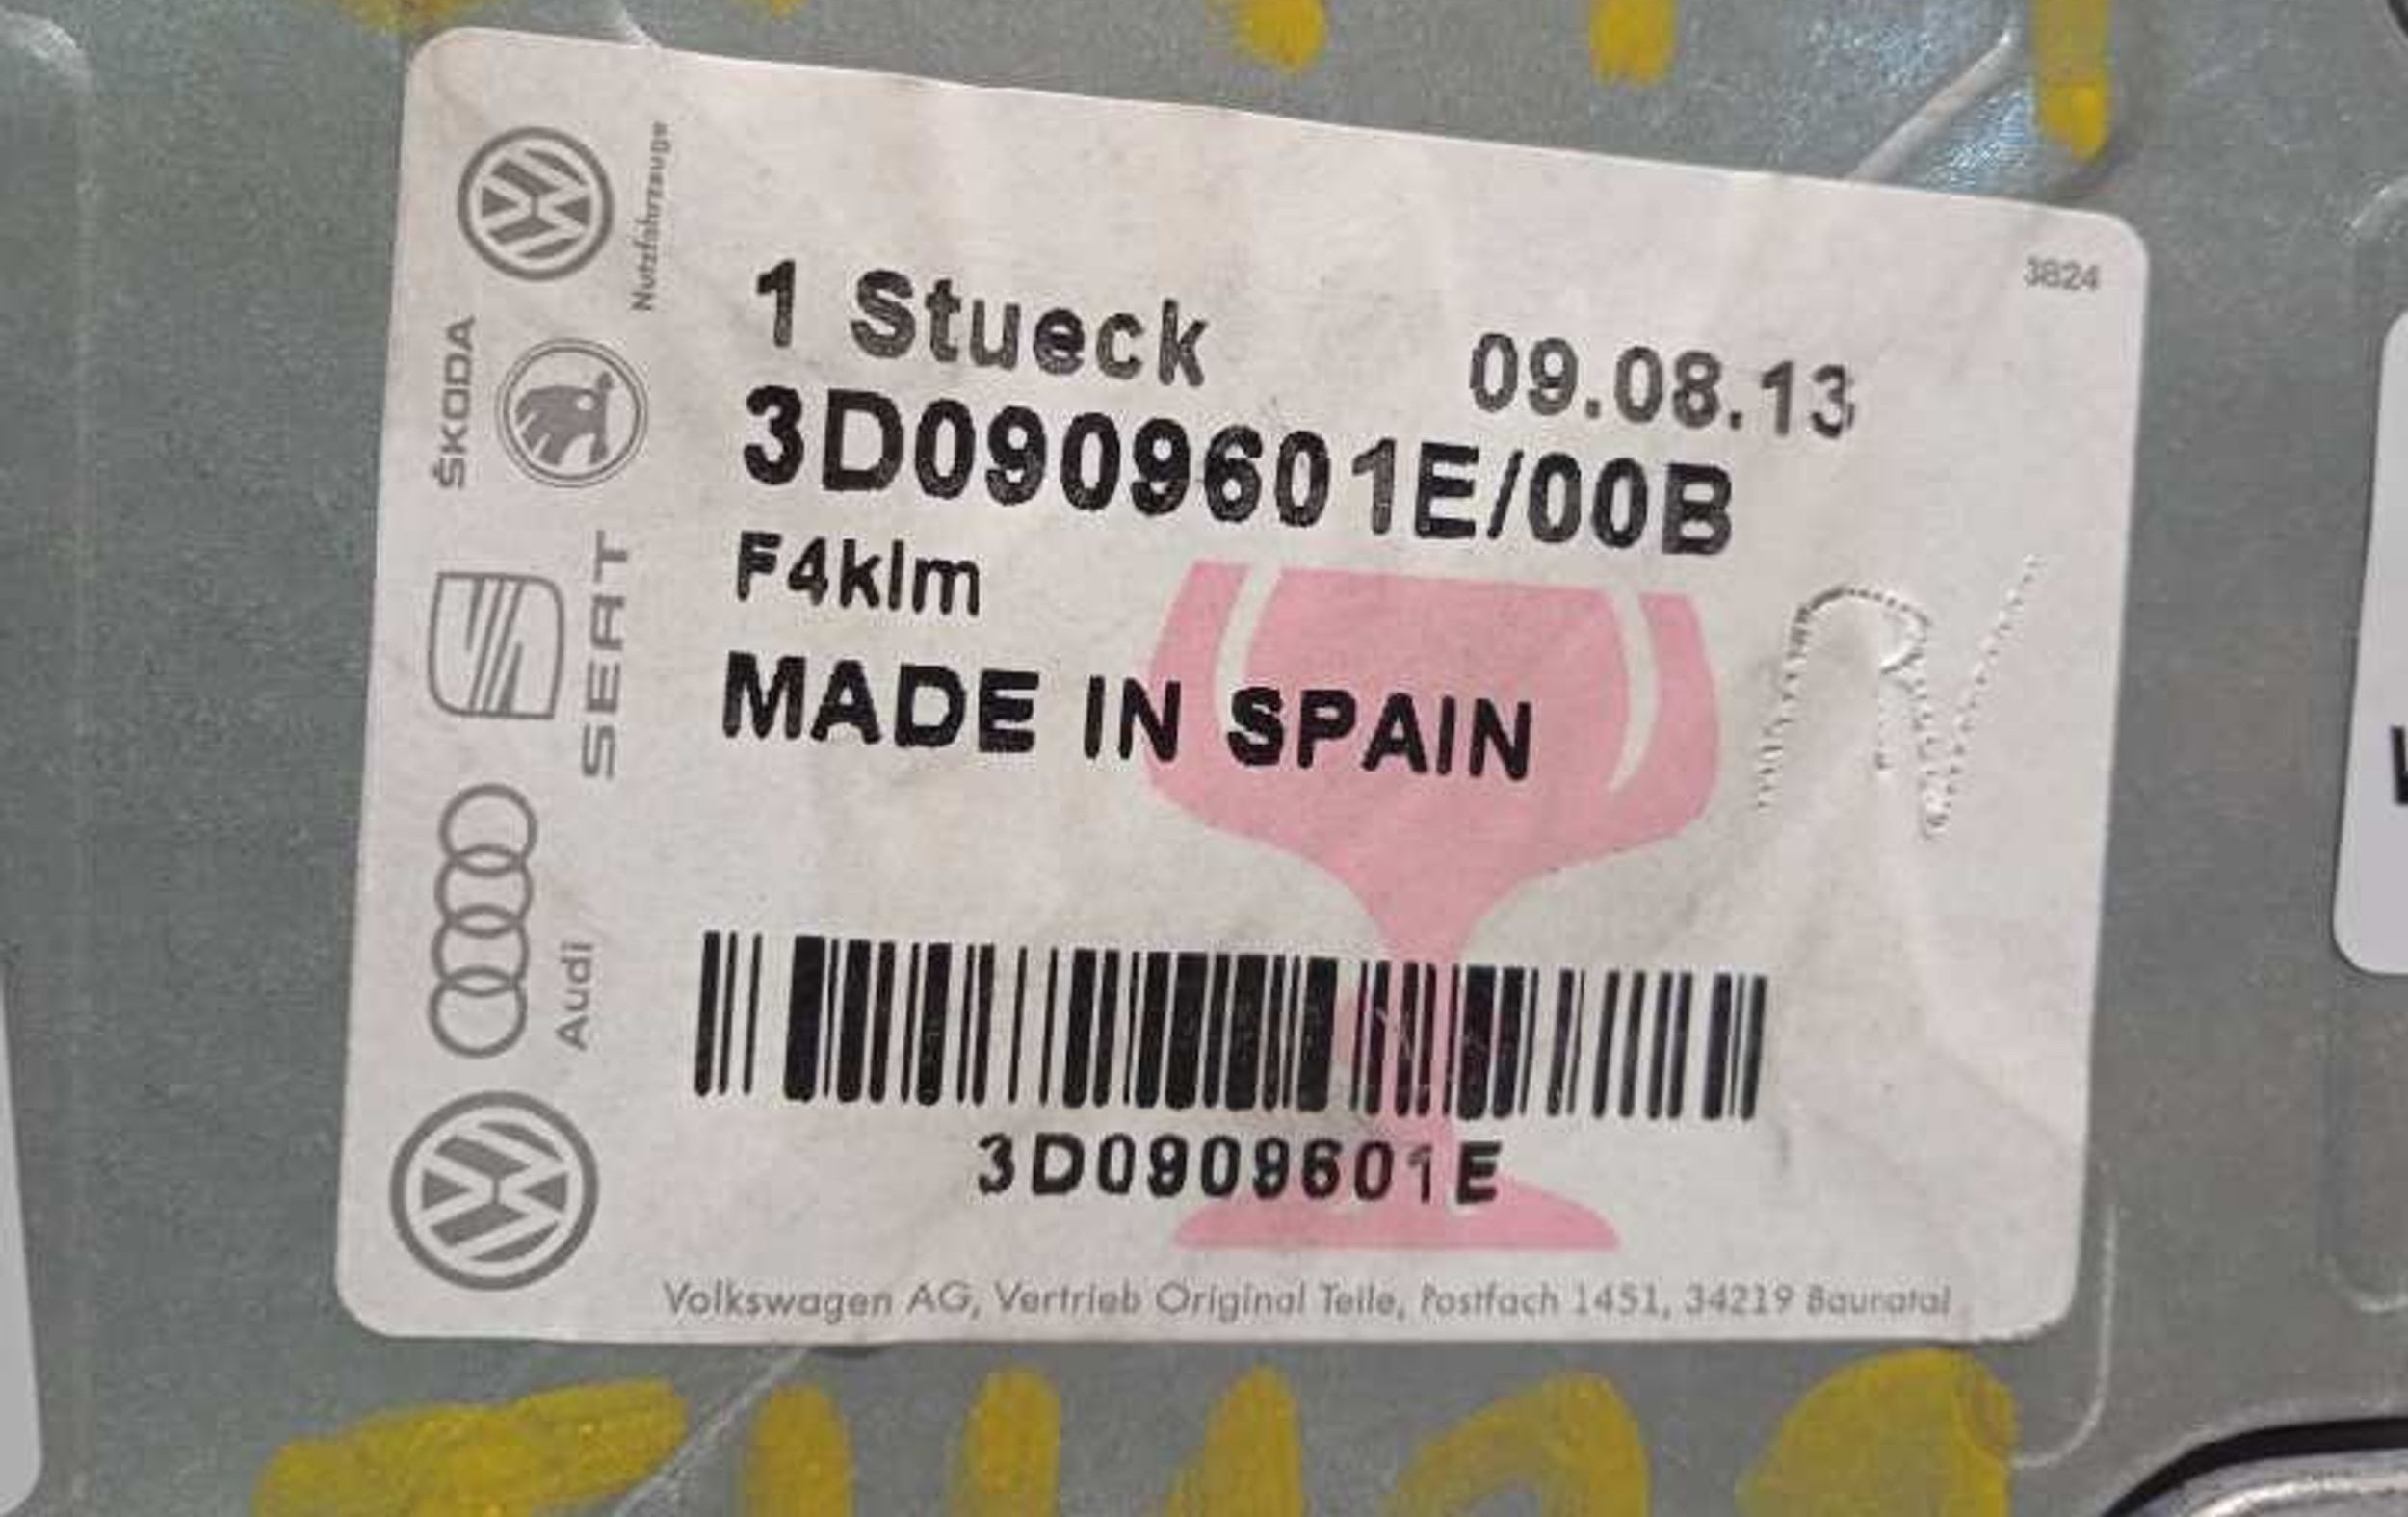 3824
Nutzfahrzeuge
ŠKODA
SEAT
Audi
1 Stueck 09.08.13
3D0909601E/00B
F4klm
MADE IN SPAIN
3D0909601E
Volkswagen AG, Vertrieb Original Teile, Postfach 1451, 34219 Baunatal